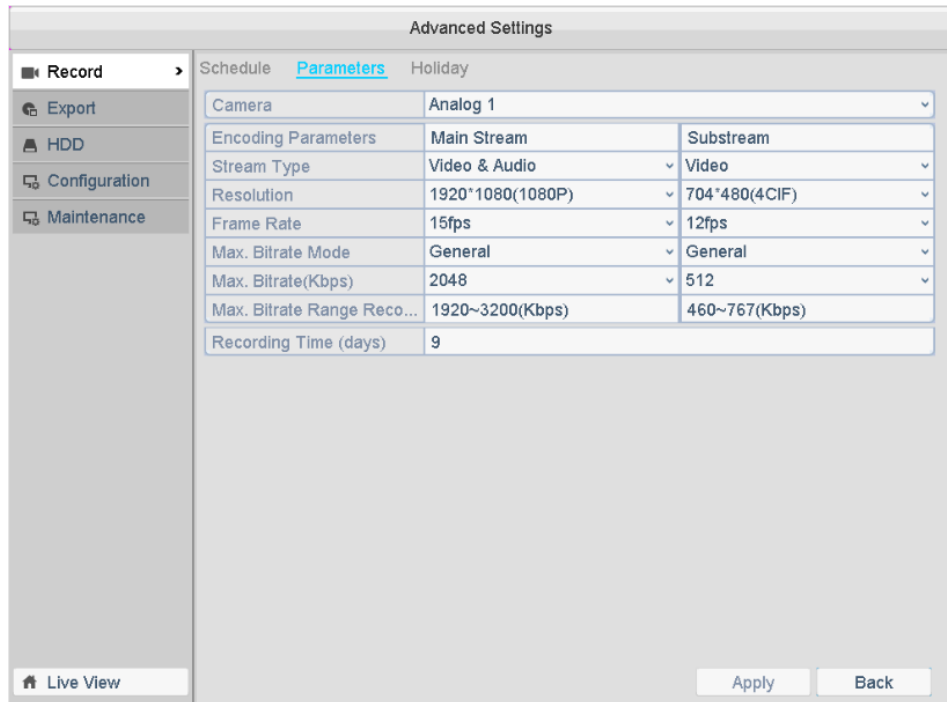 Advanced Settings
Record
Export
HDD
Configuration
Maintenance
Live View
Schedule Parameters Holiday
Camera Analog 1
Encoding Parameters Main Stream Substream
Stream Type Video & Audio Video
Resolution 1920*1080(1080P) 704*480(4CIF)
Frame Rate 15fps 12fps
Max. Bitrate Mode General General
Max. Bitrate(Kbps) 2048 512
Max. Bitrate Range Reco... 1920~3200(Kbps) 460~767(Kbps)
Recording Time (days) 9
Apply Back